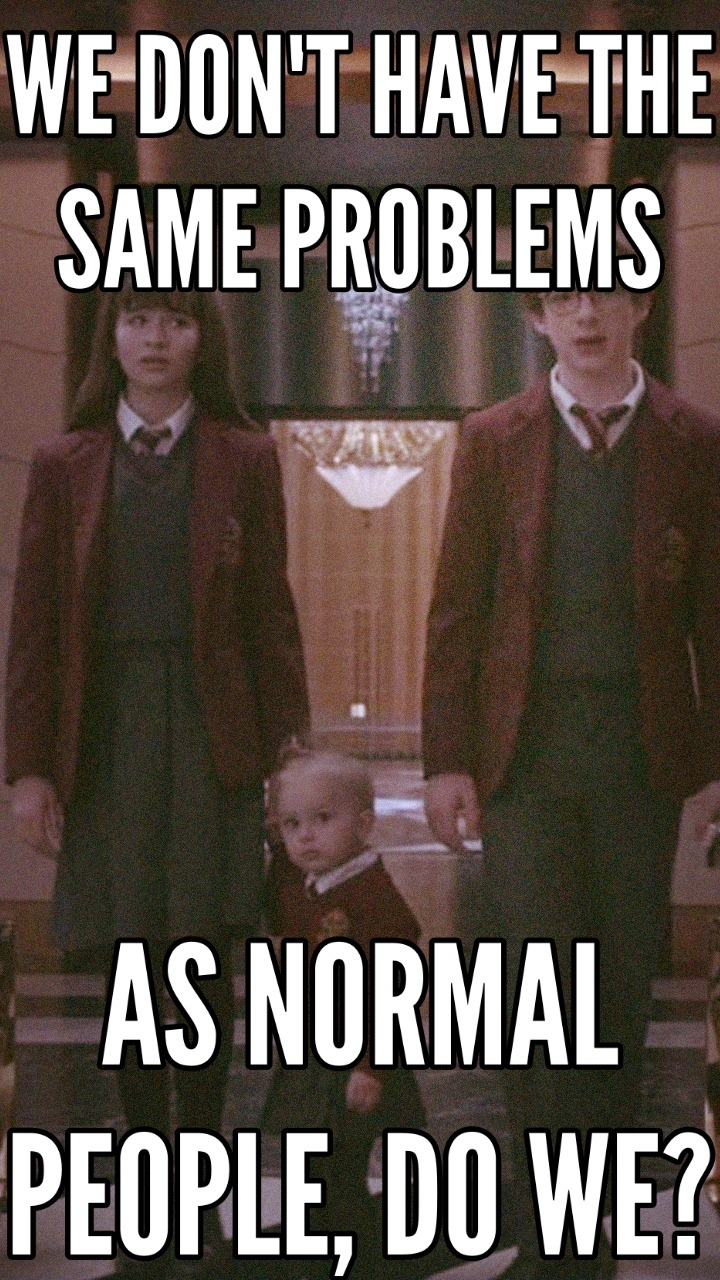 WE DON'T HAVE THE
SAME PROBLEMS
AS NORMAL
PEOPLE, DO WE?